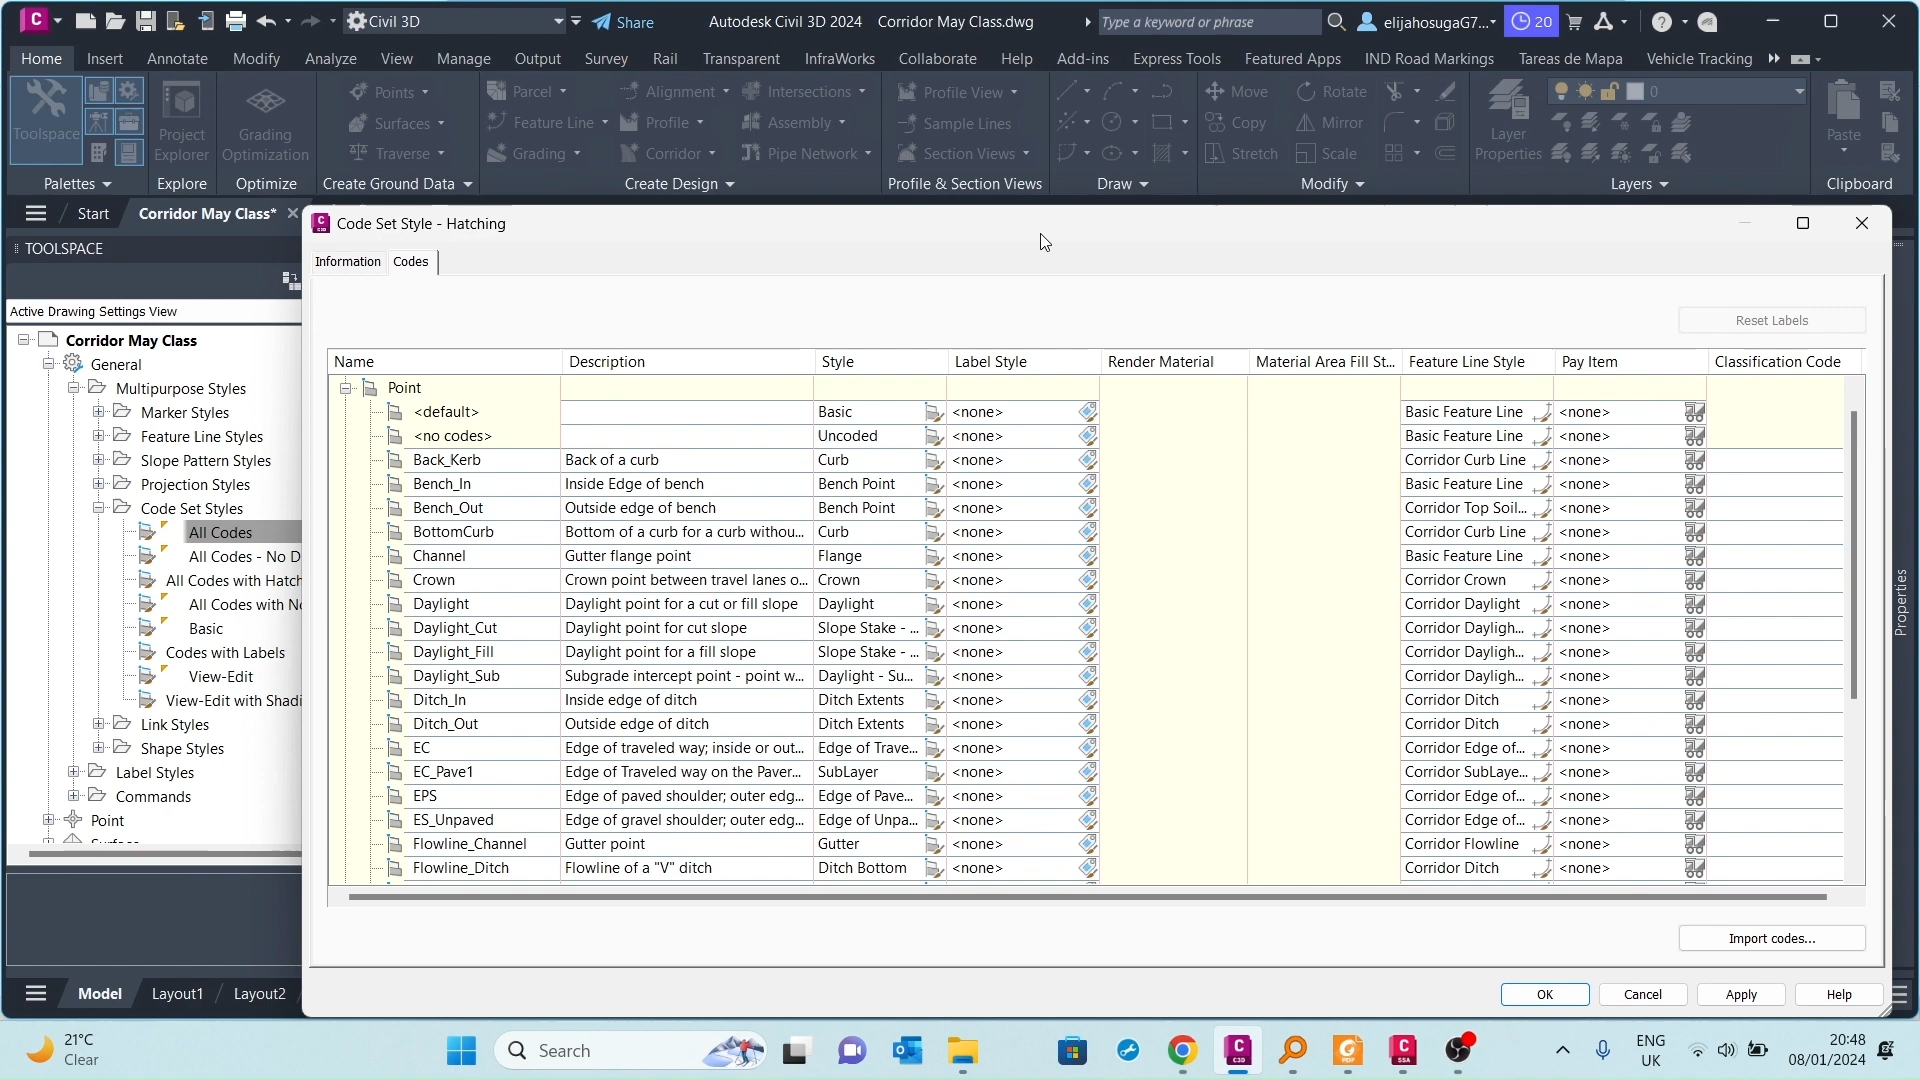 Civil 3D
Share
Autodesk Civil 3D 2024 Corridor May Class.dwg
Type a keyword or phrase
elijahosugaG7...
20
Home Insert Annotate Modify Analyze View Manage Output Survey Rail Transparent InfraWorks Collaborate Help Add-ins Express Tools Featured Apps IND Road Markings Tareas de Mapa Vehicle Tracking
Toolspace
Project Explorer
Grading Optimization
Points
Surfaces
Traverse
Parcel
Feature Line
Grading
Alignment
Profile
Corridor
Intersections
Assembly
Pipe Network
Profile View
Sample Lines
Section Views
Move
Copy
Stretch
Rotate
Mirror
Scale
Layer Properties
0
Paste
Palettes Explore Optimize Create Ground Data Create Design Profile & Section Views Draw Modify Layers Clipboard
Start Corridor May Class*
TOOLSPACE
Active Drawing Settings View
Corridor May Class
General
Multipurpose Styles
Marker Styles
Feature Line Styles
Slope Pattern Styles
Projection Styles
Code Set Styles
All Codes
All Codes - No D
All Codes with Hatch
All Codes with No
Basic
Codes with Labels
View-Edit
View-Edit with Shadi
Link Styles
Shape Styles
Label Styles
Commands
Point
Surface
Properties
Code Set Style - Hatching
Information Codes
Reset Labels
Name Description Style Label Style Render Material Material Area Fill St... Feature Line Style Pay Item Classification Code
Point
<default> Basic <none> Basic Feature Line <none>
<no codes> Uncoded <none> Basic Feature Line <none>
Back_Kerb Back of a curb Curb <none> Corridor Curb Line <none>
Bench_In Inside Edge of bench Bench Point <none> Basic Feature Line <none>
Bench_Out Outside edge of bench Bench Point <none> Corridor Top Soil... <none>
BottomCurb Bottom of a curb for a curb withou... Curb <none> Corridor Curb Line <none>
Channel Gutter flange point Flange <none> Basic Feature Line <none>
Crown Crown point between travel lanes o... Crown <none> Corridor Crown <none>
Daylight Daylight point for a cut or fill slope Daylight <none> Corridor Daylight <none>
Daylight_Cut Daylight point for cut slope Slope Stake - ... <none> Corridor Dayligh... <none>
Daylight_Fill Daylight point for a fill slope Slope Stake - ... <none> Corridor Dayligh... <none>
Daylight_Sub Subgrade intercept point - point w... Daylight - Su... <none> Corridor Dayligh... <none>
Ditch_In Inside edge of ditch Ditch Extents <none> Corridor Ditch <none>
Ditch_Out Outside edge of ditch Ditch Extents <none> Corridor Ditch <none>
EC Edge of traveled way; inside or out... Edge of Trave... <none> Corridor Edge of... <none>
EC_Pave1 Edge of Traveled way on the Paver... SubLayer <none> Corridor SubLaye... <none>
EPS Edge of paved shoulder; outer edg... Edge of Pave... <none> Corridor Edge of... <none>
ES_Unpaved Edge of gravel shoulder; outer edg... Edge of Unpa... <none> Corridor Edge of... <none>
Flowline_Channel Gutter point Gutter <none> Corridor Flowline <none>
Flowline_Ditch Flowline of a "V" ditch Ditch Bottom <none> Corridor Ditch <none>
Import codes...
OK Cancel Apply Help
Model Layout1 Layout2
21°C
Clear
Search
ENG
UK
20:48
08/01/2024